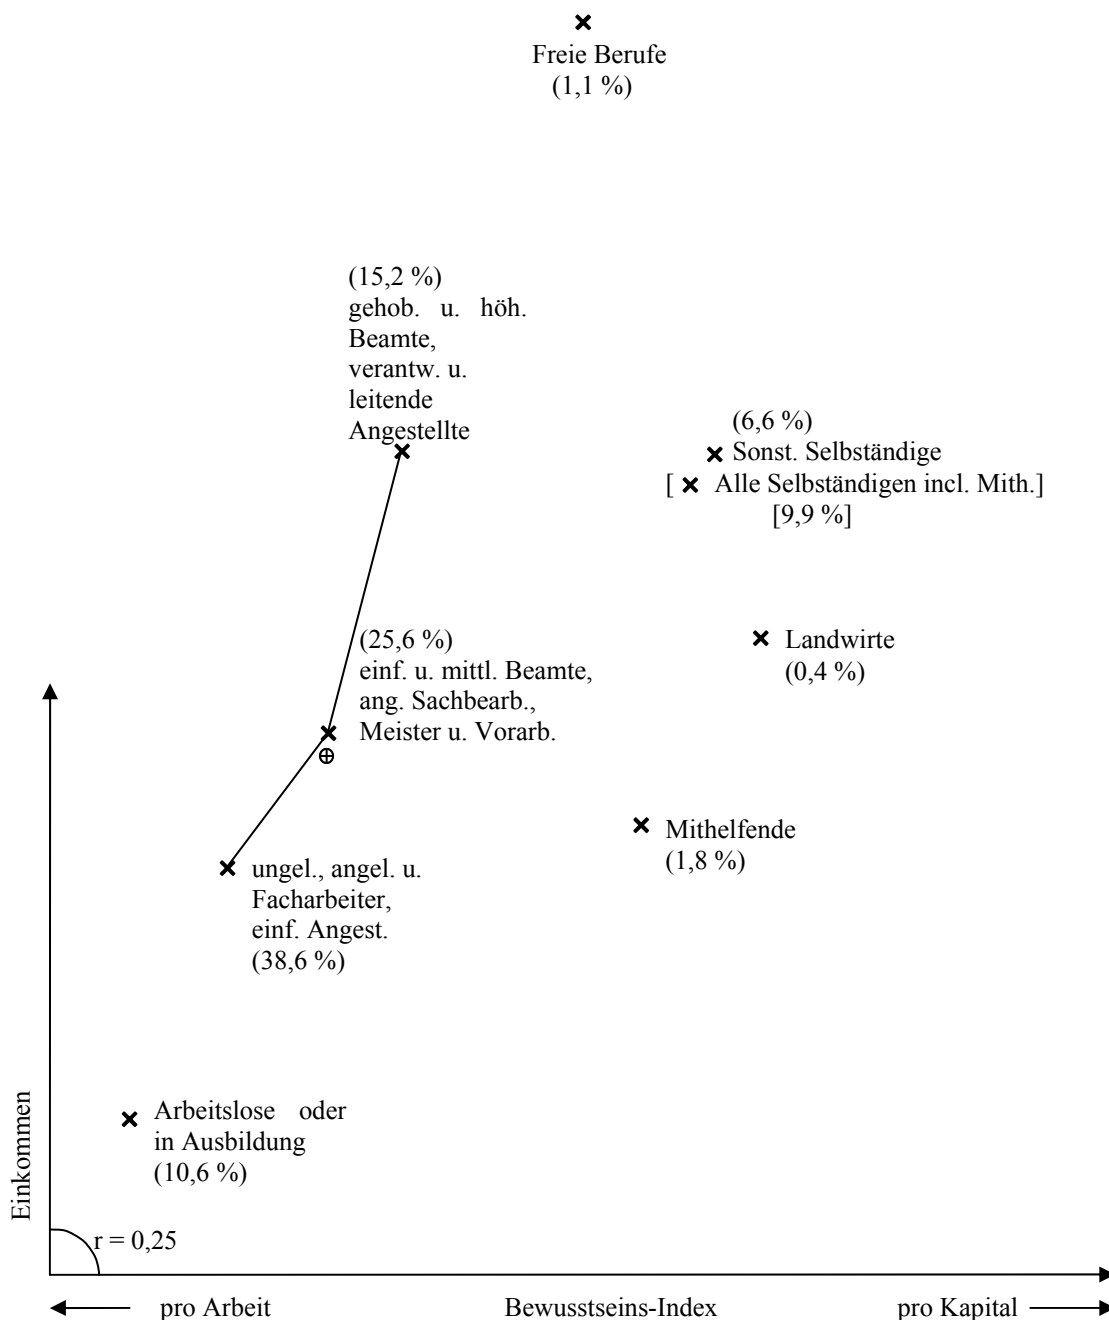 Freie Berufe
(1,1 %)
(15,2 %)
gehob. u. höh.
Beamte,
verantw. u.
leitende
Angestellte
(6,6 %)
Sonst. Selbständige
[ Alle Selbständigen incl. Mith.]
[9,9 %]
(25,6 %)
einf. u. mittl. Beamte,
ang. Sachbearb.,
Meister u. Vorarb.
Landwirte
(0,4 %)
Mithelfende
(1,8 %)
ungel., angel. u.
Facharbeiter,
einf. Angest.
(38,6 %)
Arbeitslose oder
in Ausbildung
(10,6 %)
Einkommen
r = 0,25
pro Arbeit Bewusstseins-Index pro Kapital